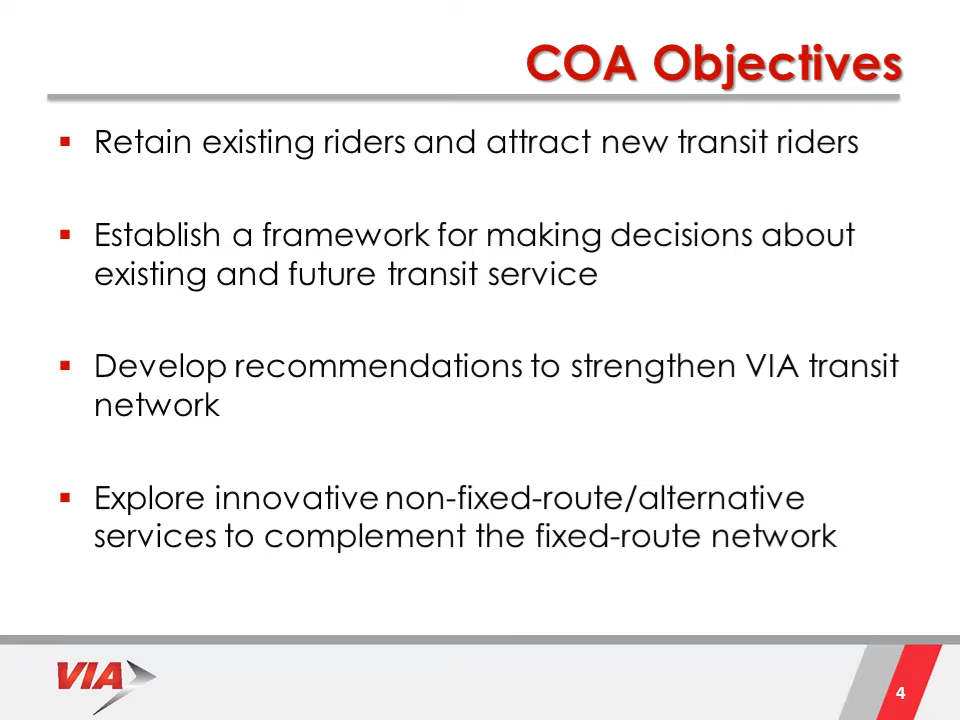 COA Objectives
▪ Retain existing riders and attract new transit riders
▪ Establish a framework for making decisions about
existing and future transit service
▪ Develop recommendations to strengthen VIA transit
network
▪ Explore innovative non-fixed-route/alternative
services to complement the fixed-route network
VIA
4